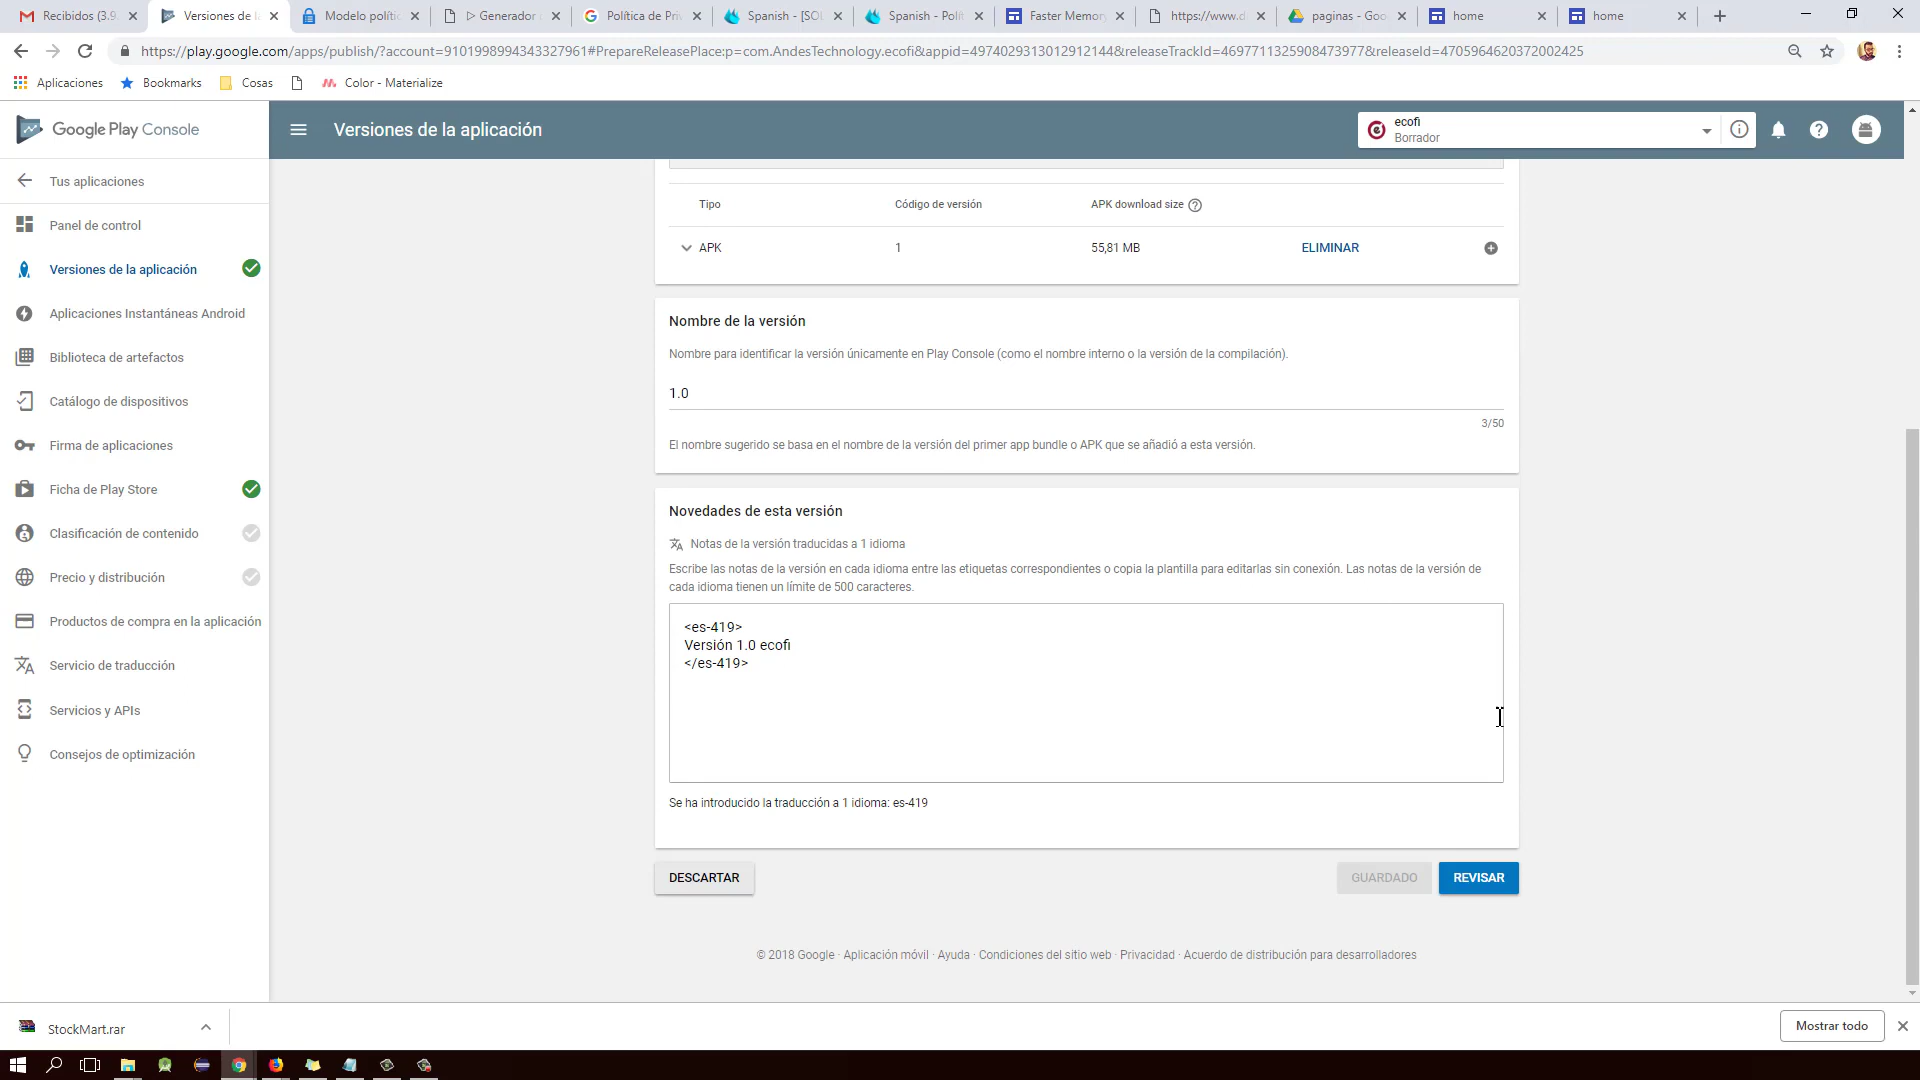 Recibidos (3.9
Versiones de la
Modelo políti
Generador
Política de Pri
Spanish - [SO
Spanish - Polí
Faster Memor
https://www.d
paginas - Goo
home
home
https://play.google.com/apps/publish/?account=9101998994343327961#PrepareReleasePlace:p=com.AndesTechnology.ecofi&appid=4974029313012912144&releaseTrackId=4697711325908473977&releaseId=4705964620372002425
Aplicaciones
Bookmarks
Cosas
Color - Materialize
Google Play Console
Versiones de la aplicación
ecofi
Borrador
Tus aplicaciones
Panel de control
Versiones de la aplicación
Aplicaciones Instantáneas Android
Biblioteca de artefactos
Catálogo de dispositivos
Firma de aplicaciones
Ficha de Play Store
Clasificación de contenido
Precio y distribución
Productos de compra en la aplicación
Servicio de traducción
Servicios y APIs
Consejos de optimización
Tipo
Código de versión
APK download size
APK
1
55,81 MB
ELIMINAR
Nombre de la versión
Nombre para identificar la versión únicamente en Play Console (como el nombre interno o la versión de la compilación).
1.0
3/50
El nombre sugerido se basa en el nombre de la versión del primer app bundle o APK que se añadió a esta versión.
Novedades de esta versión
Notas de la versión traducidas a 1 idioma
Escribe las notas de la versión en cada idioma entre las etiquetas correspondientes o copia la plantilla para editarlas sin conexión. Las notas de la versión de
cada idioma tienen un límite de 500 caracteres.
<es-419>
Versión 1.0 ecofi
</es-419>
Se ha introducido la traducción a 1 idioma: es-419
DESCARTAR
GUARDADO
REVISAR
© 2018 Google · Aplicación móvil · Ayuda · Condiciones del sitio web · Privacidad · Acuerdo de distribución para desarrolladores
StockMart.rar
Mostrar todo